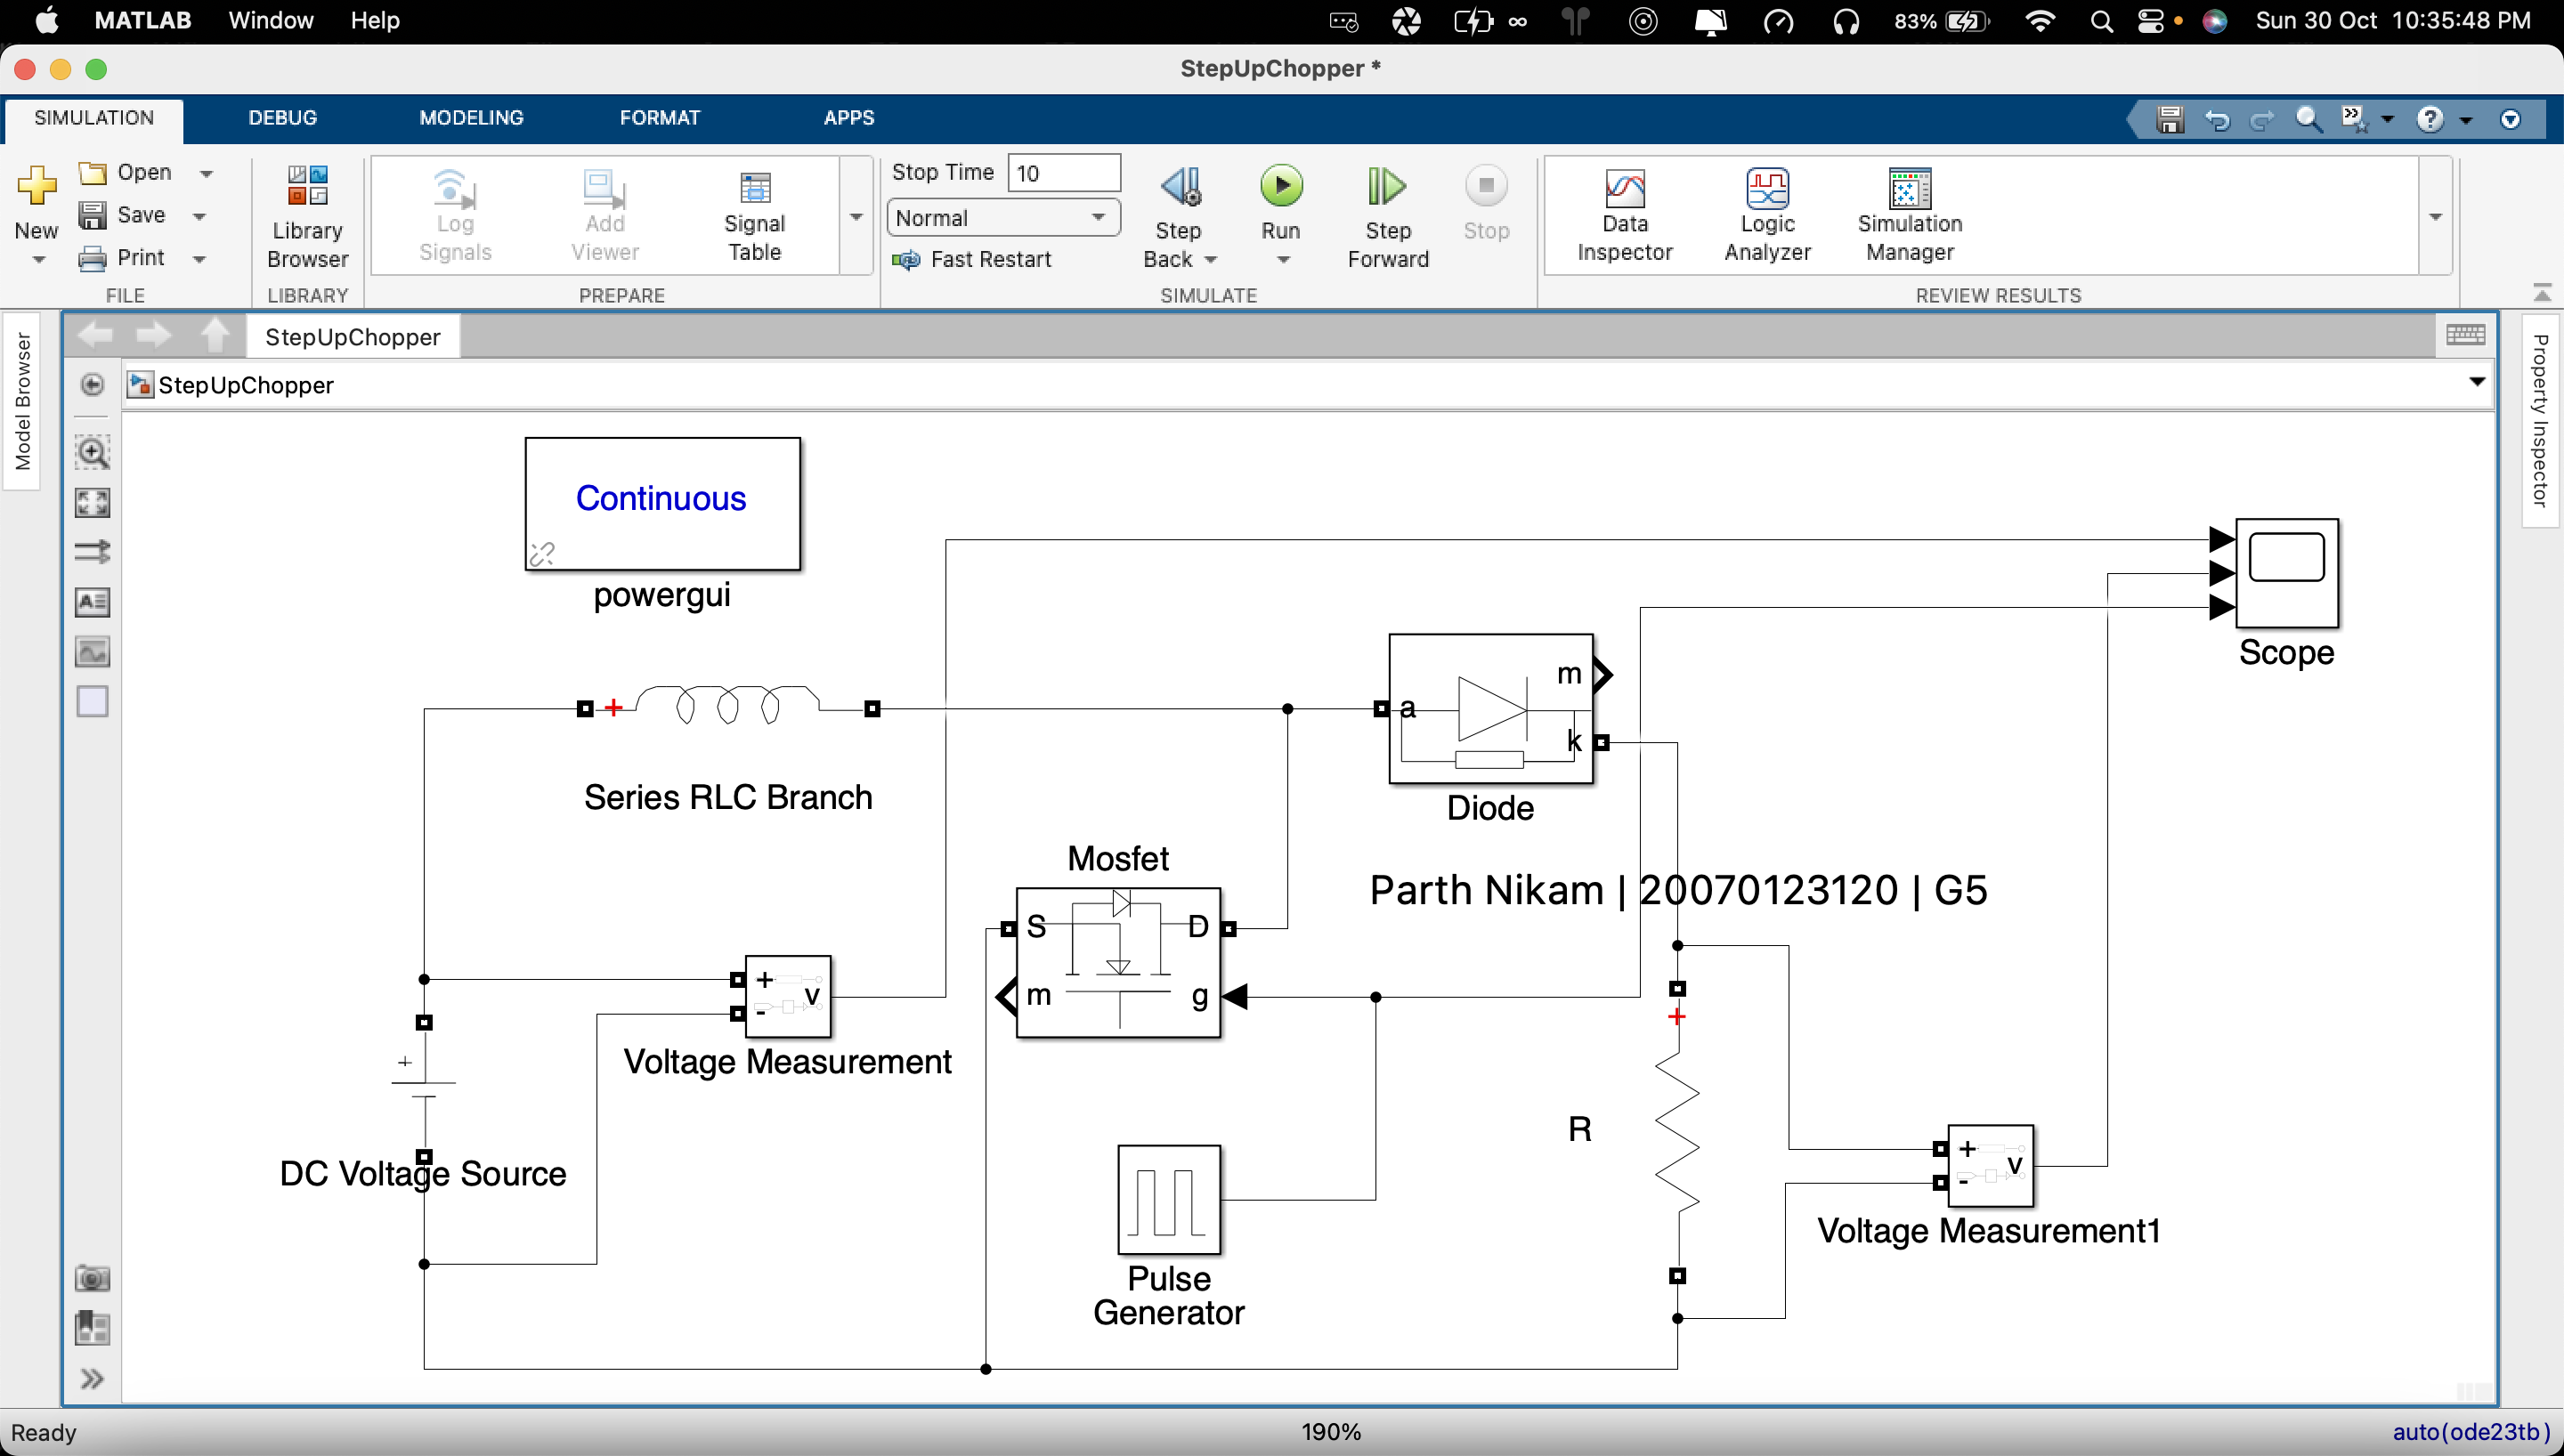 MATLAB Window Help 83% Sun 30 Oct 10:35:48 PM
StepUpChopper *
SIMULATION DEBUG MODELING FORMAT APPS
New
Open
Save
Print
FILE
Library
Browser
LIBRARY
Log
Signals
Add
Viewer
Signal
Table
PREPARE
Stop Time 10
Normal
Fast Restart
Step
Back
Run
Step
Forward
Stop
SIMULATE
Data
Inspector
Logic
Analyzer
Simulation
Manager
REVIEW RESULTS
Model Browser
StepUpChopper
StepUpChopper
Property Inspector
Continuous
powergui
Scope
+
a
m
k
Series RLC Branch
Diode
Mosfet
S D
m g
Parth Nikam | 20070123120 | G5
+
- v
Voltage Measurement
+
+
DC Voltage Source
R
+
- v
Voltage Measurement1
Pulse
Generator
Ready 190% auto(ode23tb)